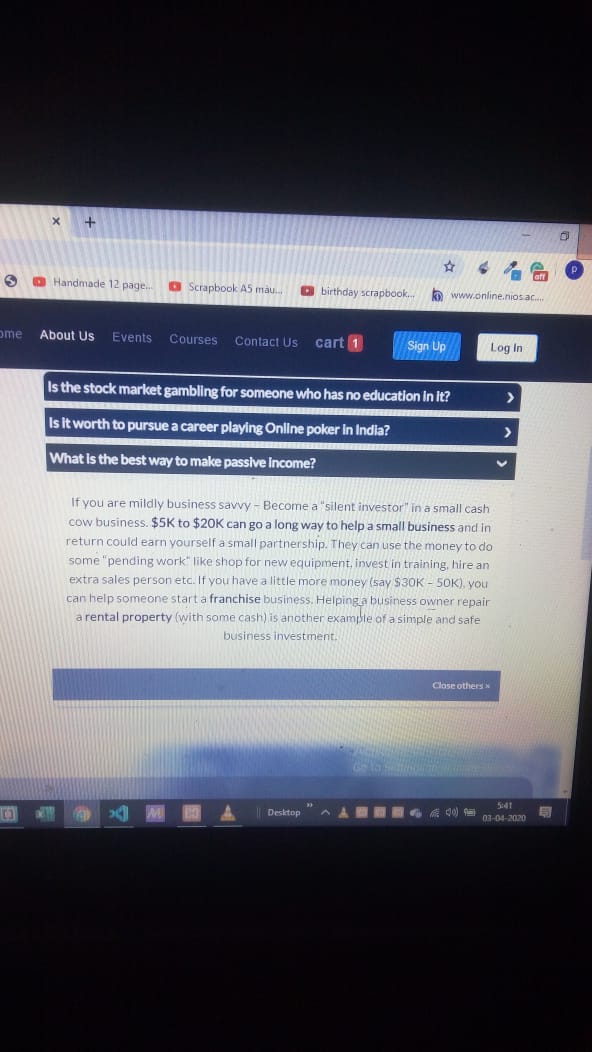 Handmade 12 page...
Scrapbook A5 mau...
birthday scrapbook...
www.online.nios.ac....
P
off
ome About Us Events Courses Contact Us cart 1 Sign Up Log In
Is the stock market gambling for someone who has no education in it?
Is it worth to pursue a career playing Online poker in India?
What is the best way to make passive income?
If you are mildly business savvy – Become a "silent investor" in a small cash
cow business. $5K to $20K can go a long way to help a small business and in
return could earn yourself a small partnership. They can use the money to do
some "pending work" like shop for new equipment, invest in training, hire an
extra sales person etc. If you have a little more money (say $30K – 50K), you
can help someone start a franchise business. Helping a business owner repair
a rental property (with some cash) is another example of a simple and safe
business investment.
Close others »
Desktop »
5:41
03-04-2020